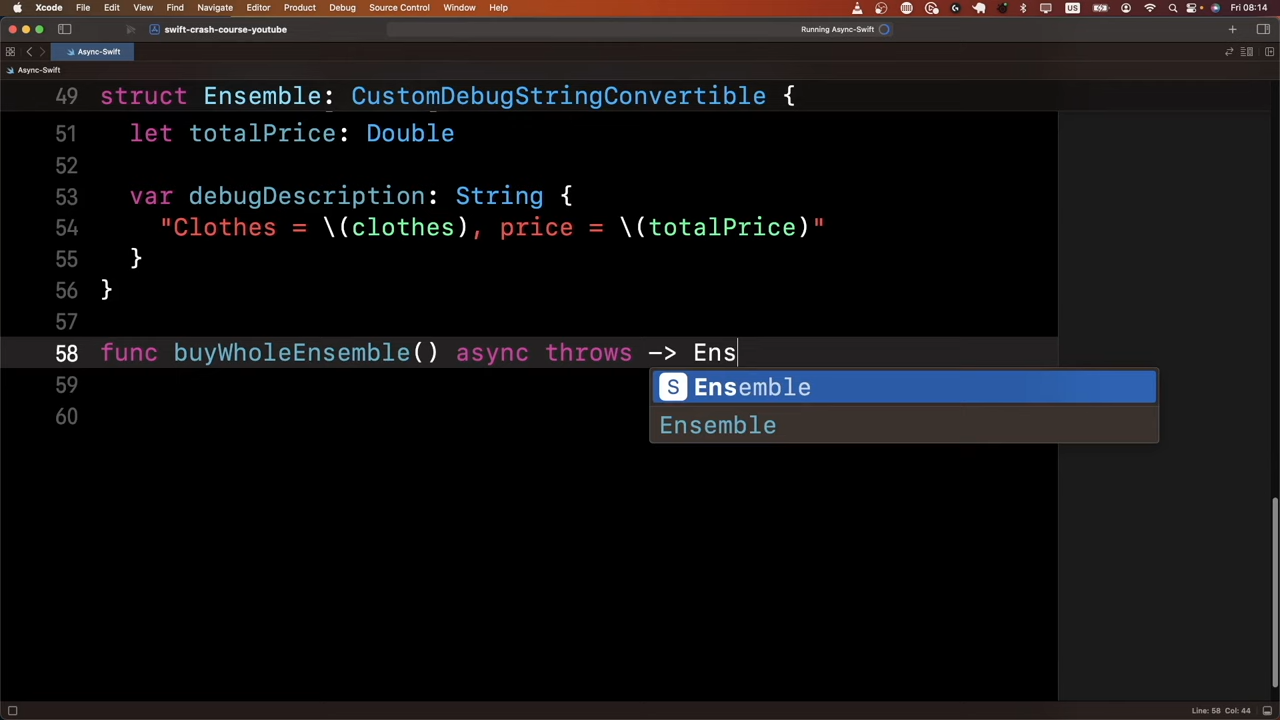 Xcode File Edit View Find Navigate Editor Product Debug Source Control Window Help US Fri 08:14
swift-crash-course-youtube Running Async-Swift
Async-Swift
Async-Swift
49 struct Ensemble: CustomDebugStringConvertible {
51 let totalPrice: Double
52
53 var debugDescription: String {
54 "Clothes = \(clothes), price = \(totalPrice)"
55 }
56 }
57
58 func buyWholeEnsemble() async throws -> Ens
59
S Ensemble
60
Ensemble
Line: 58 Col: 44